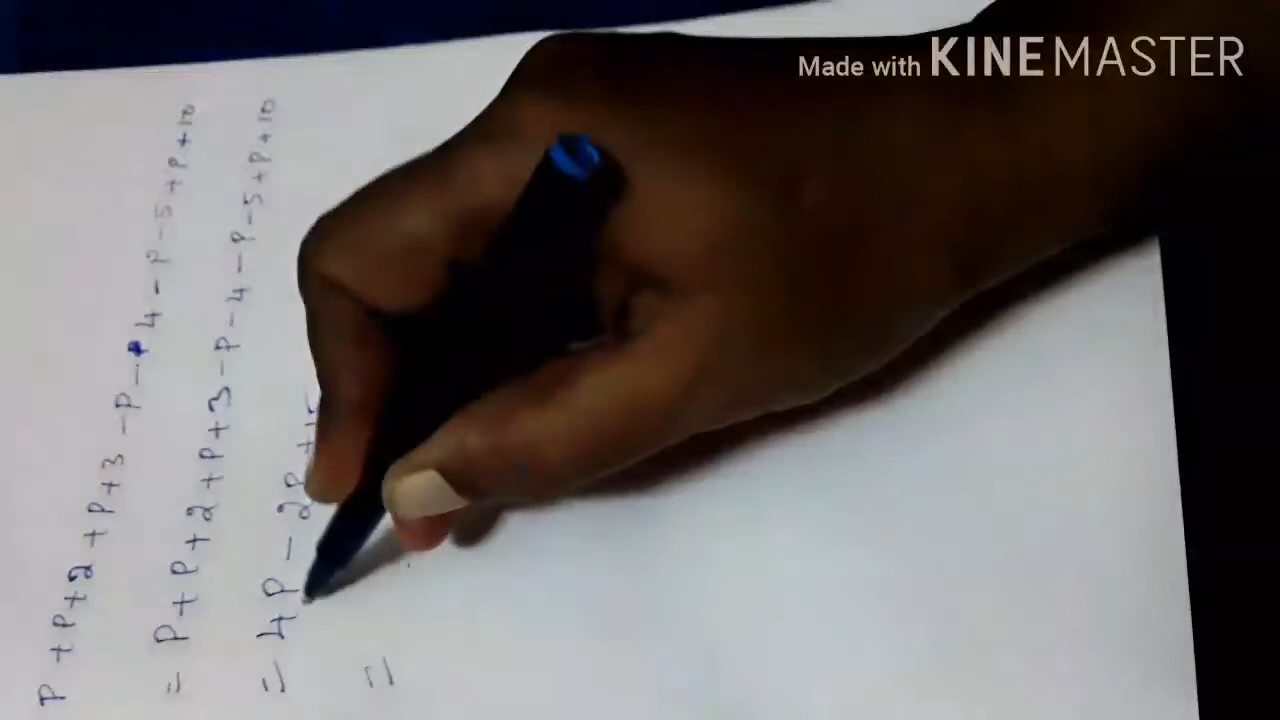 Made with KINEMASTER
P + P + 2 + P + 3 - P - P 4 - P - 5 + P + 10
= P + P + 2 + P + 3 - P - 4 - P - 5 + P + 10
= 4P - 2P +
=